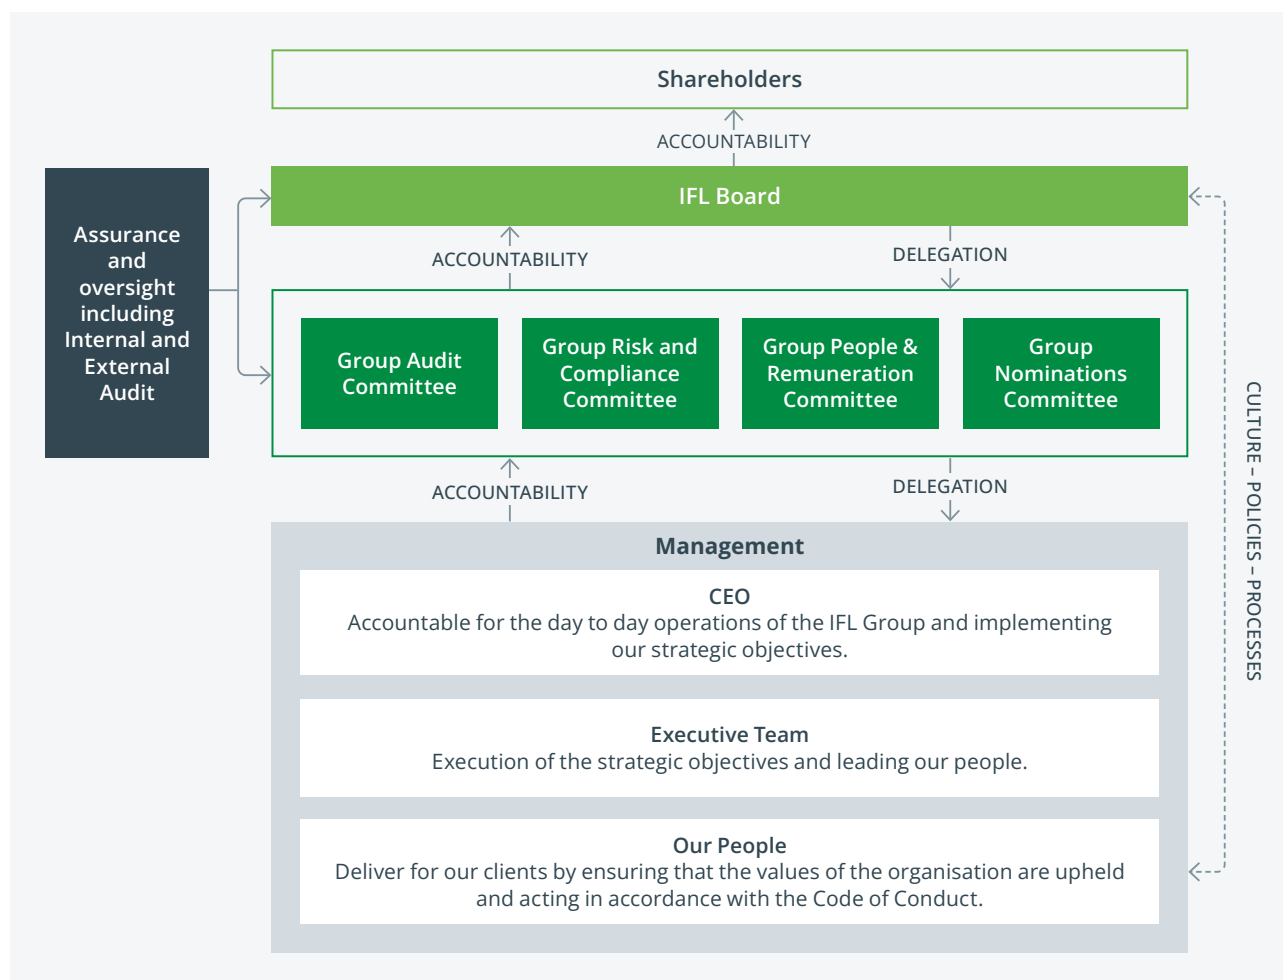 Shareholders
ACCOUNTABILITY
IFL Board
Assurance
and
oversight
including
Internal and
External
Audit
ACCOUNTABILITY
DELEGATION
Group Audit
Committee
Group Risk and
Compliance
Committee
Group People &
Remuneration
Committee
Group
Nominations
Committee
ACCOUNTABILITY
DELEGATION
CULTURE – POLICIES – PROCESSES
Management
CEO
Accountable for the day to day operations of the IFL Group and implementing
our strategic objectives.
Executive Team
Execution of the strategic objectives and leading our people.
Our People
Deliver for our clients by ensuring that the values of the organisation are upheld
and acting in accordance with the Code of Conduct.